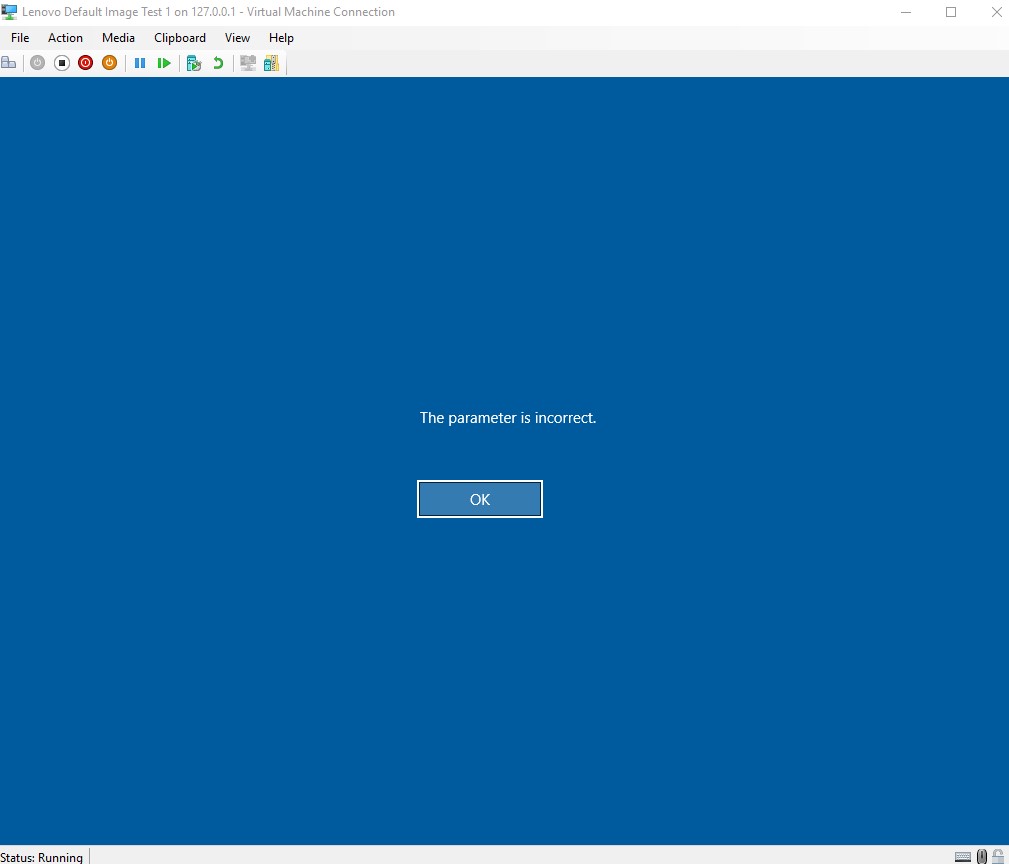 Lenovo Default Image Test 1 on 127.0.0.1 - Virtual Machine Connection
File Action Media Clipboard View Help
The parameter is incorrect.
OK
Status: Running